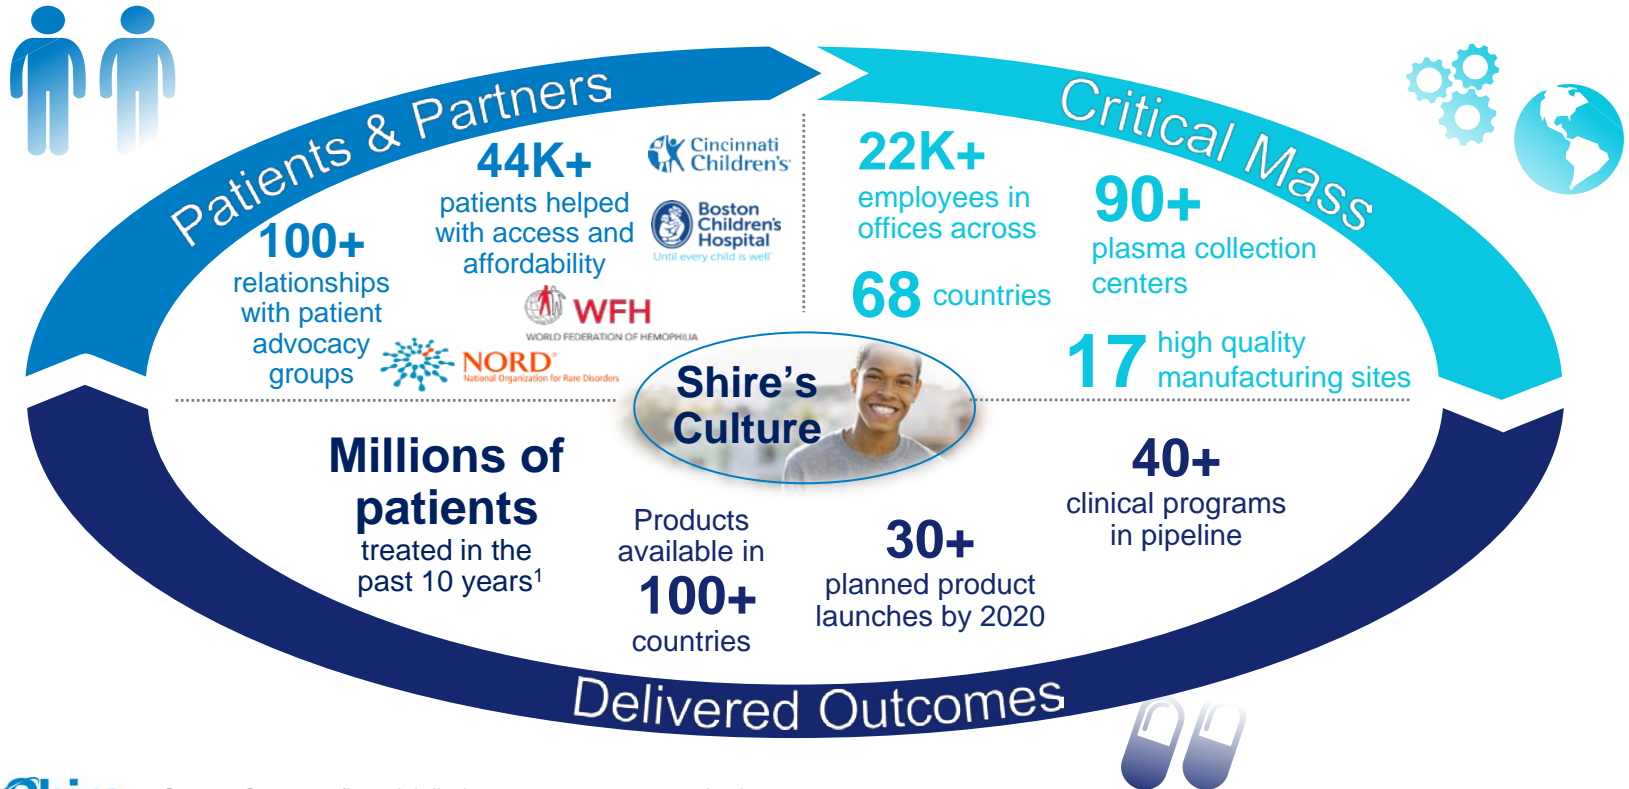 Patients & Partners
44K+
patients helped
with access and
affordability
100+
relationships
with patient
advocacy
groups
Cincinnati
Children's
Boston
Children's
Hospital
Until every child is well
WFH
WORLD FEDERATION OF HEMOPHILIA
NORD®
National Organization for Rare Disorders
Critical Mass
22K+
employees in
offices across
68 countries
90+
plasma collection
centers
17 high quality
manufacturing sites
Shire's
Culture
Millions of
patients
treated in the
past 10 years¹
Products
available in
100+
countries
30+
planned product
launches by 2020
40+
clinical programs
in pipeline
Delivered Outcomes